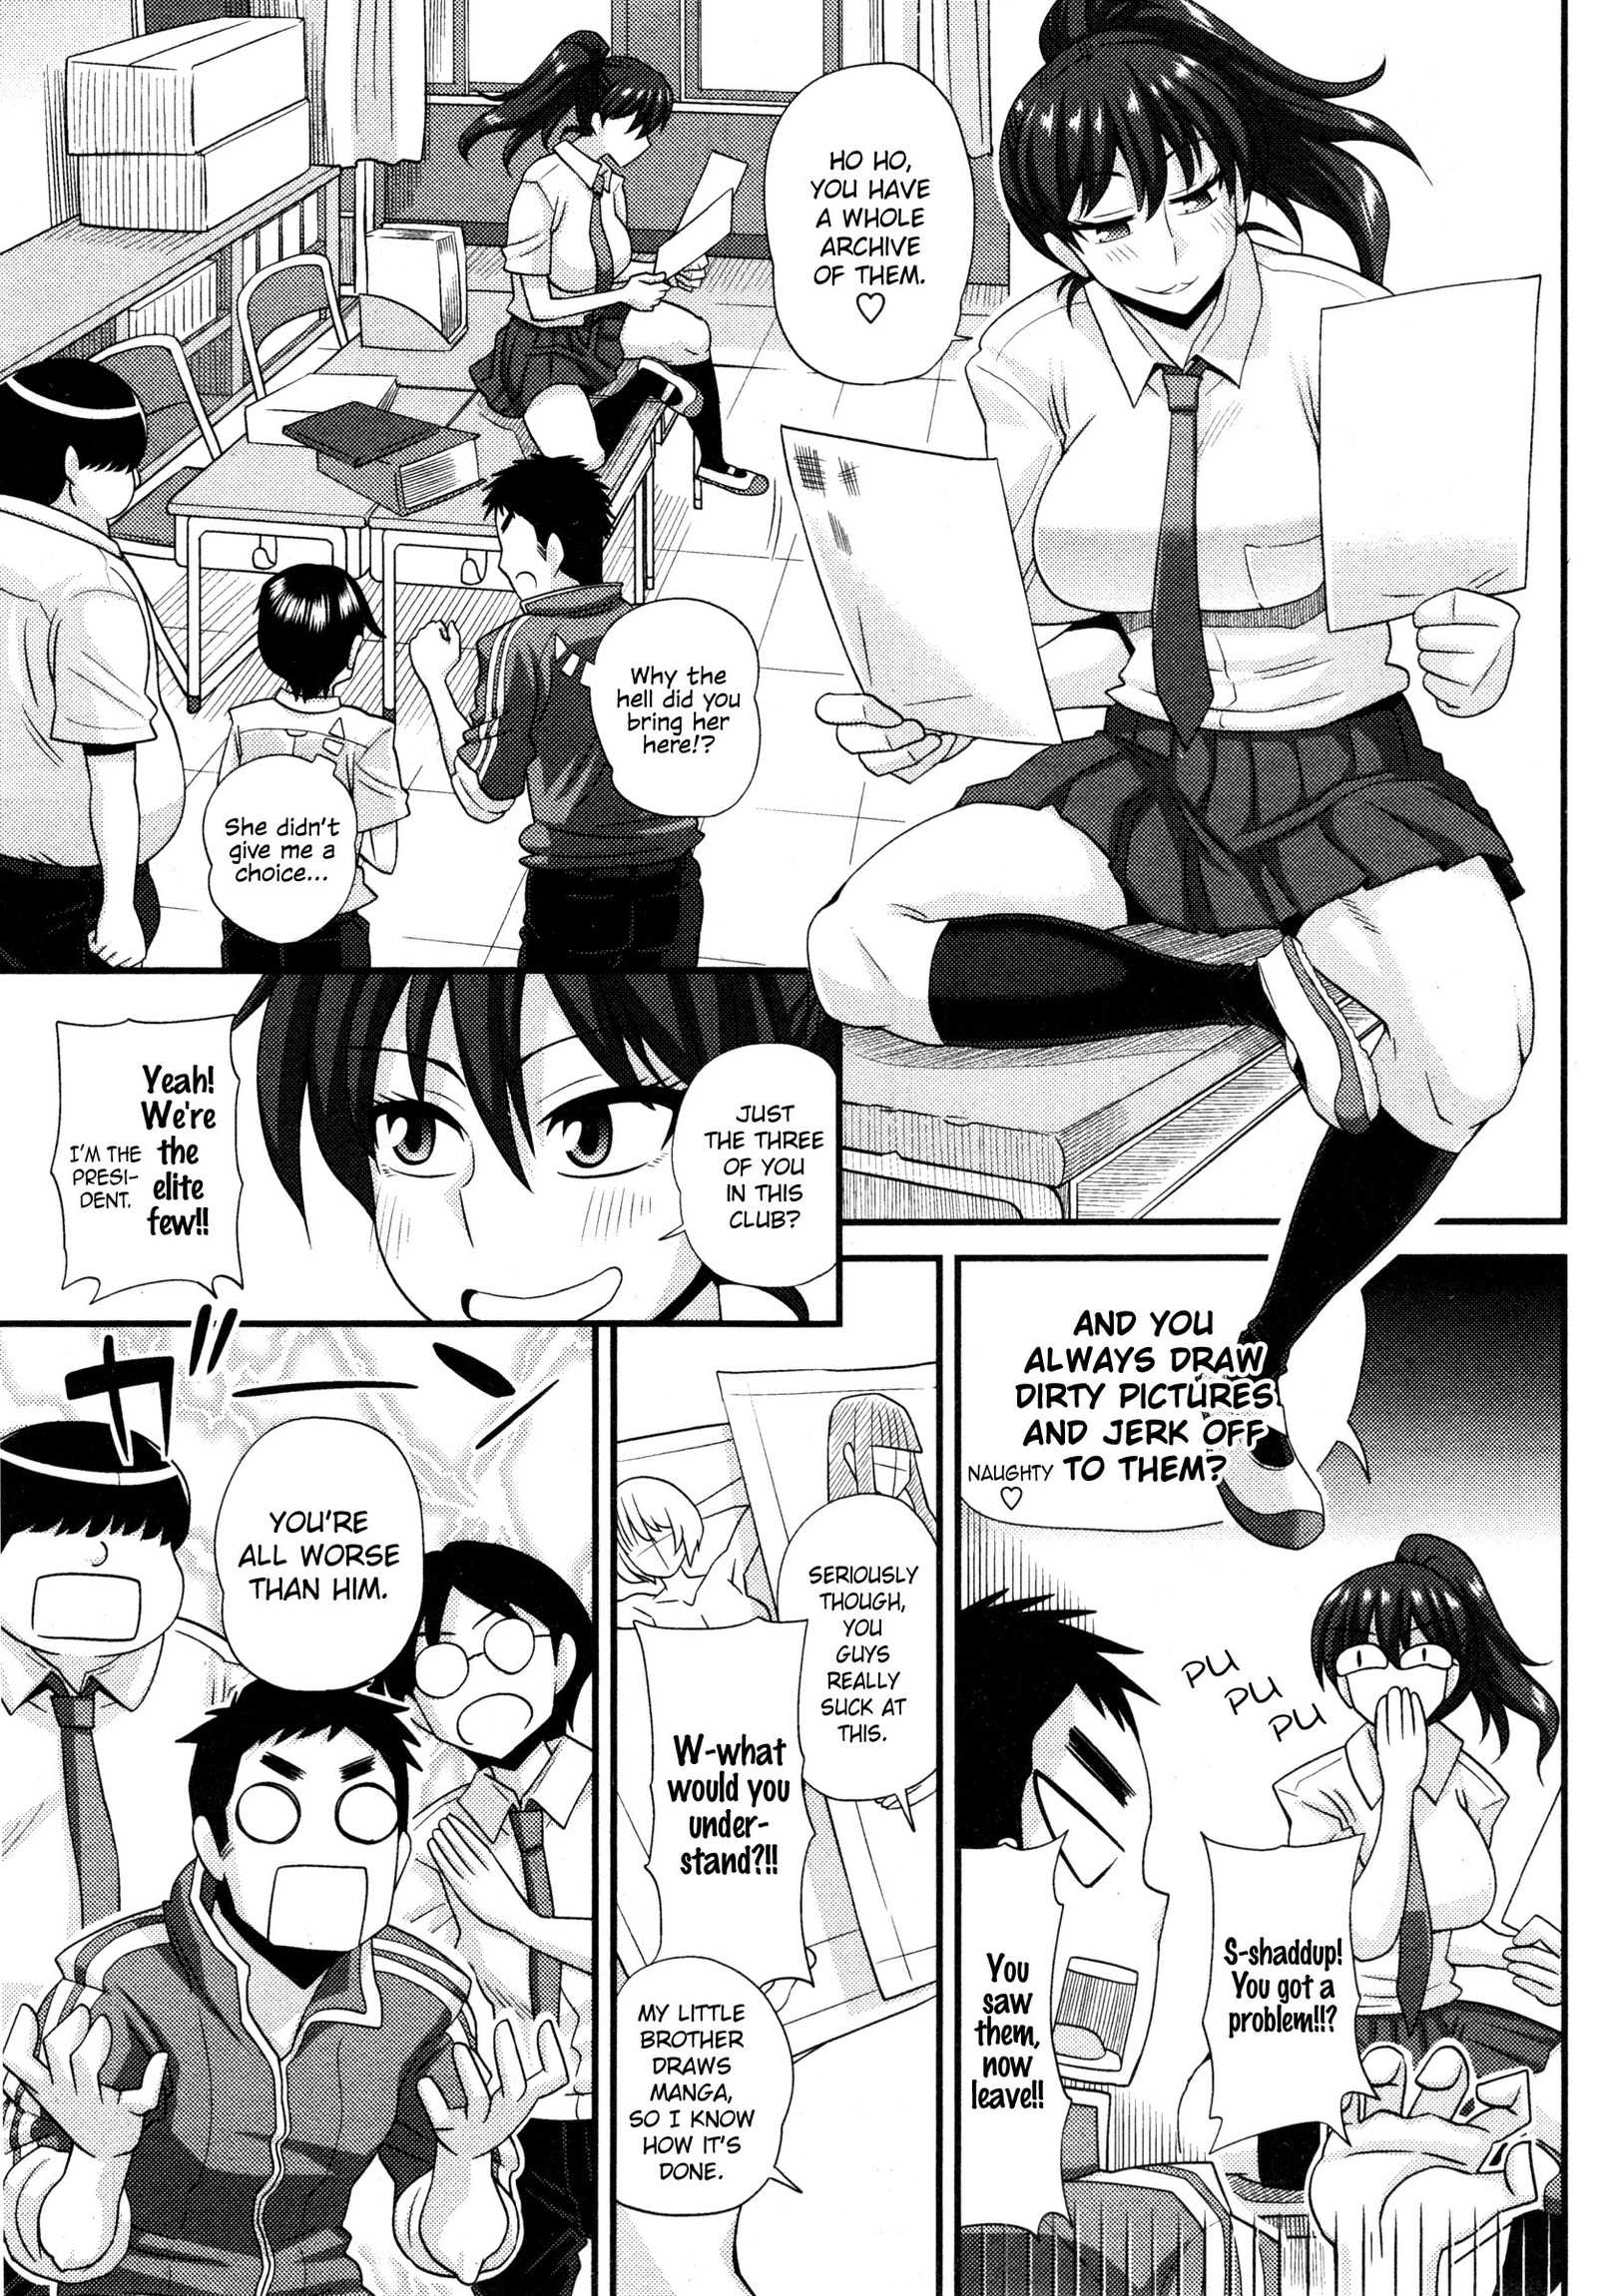 HO HO,
YOU HAVE
A WHOLE
ARCHIVE
OF THEM.
♡
Why the
hell did you
bring her
here!?
She didn't
give me a
choice...
JUST
THE THREE
OF YOU
IN THIS
CLUB?
Yeah!
We're
the
elite
few!!
I'M THE
PRESI-
DENT.
AND YOU
ALWAYS DRAW
DIRTY PICTURES
AND JERK OFF
TO THEM?
NAUGHTY
♡
PU
PU
PU
S-shaddup!
You got a
problem!!?
You
saw
them,
now
leave!!
SERIOUSLY
THOUGH,
YOU
GUYS
REALLY
SUCK AT
THIS.
W-what
would you
under-
stand?!!
MY LITTLE
BROTHER
DRAWS
MANGA,
SO I KNOW
HOW IT'S
DONE.
YOU'RE
ALL WORSE
THAN HIM.
ガーン